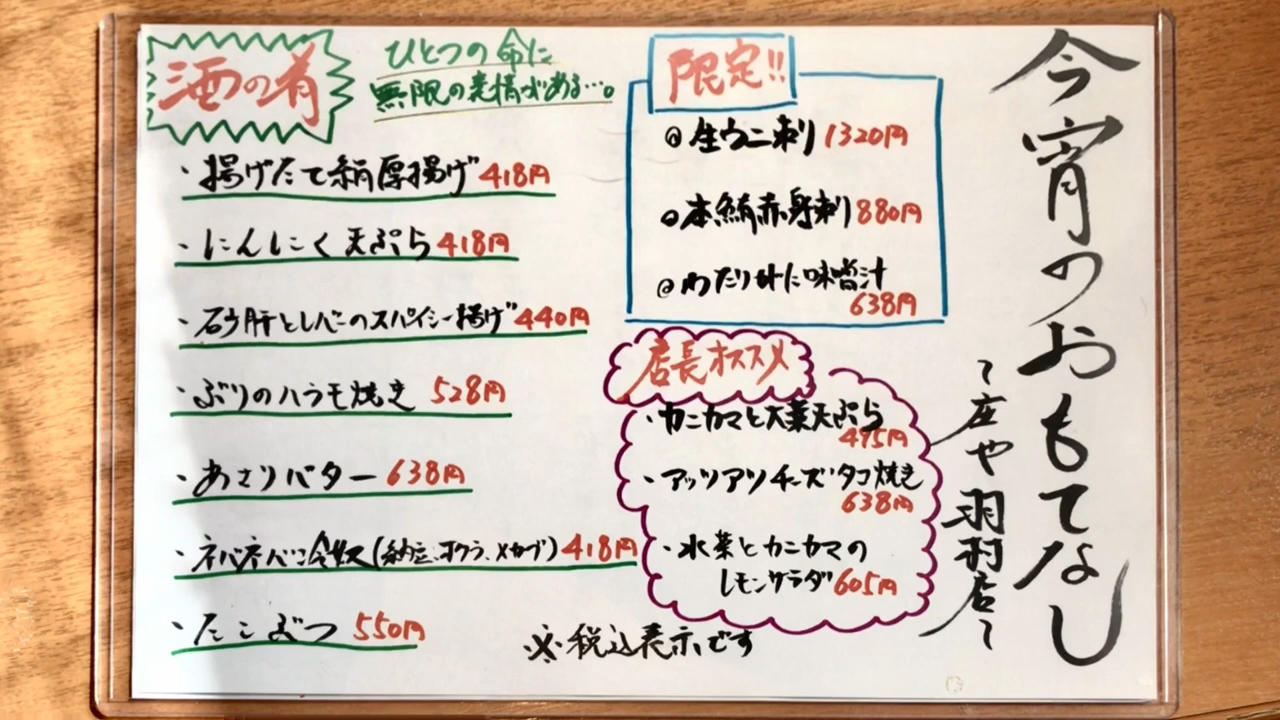 今宵のおもてなし
～庄や 羽村店～
酒の肴
ひとつの命に
無限の表情がある…。
・揚げたて絹厚揚げ 418円
・にんにく天ぷら 418円
・砂肝とレバーのスパイシー揚げ 440円
・ぶりのハラモ焼き 528円
・あさりバター 638円
・ネバネバ冷奴(納豆、オクラ、メカブ) 418円
・たこぶつ 550円
限定!!
◎生ウニ刺り 1320円
◎本鮪赤身刺り 880円
◎わたり叶に味噌汁
638円
店長オススメ
・カニカマと大葉天ぷら
495円
・アッツアツチーズタコ焼き
638円
・水菜とカニカマの
レモンサラダ 605円
※税込表示です